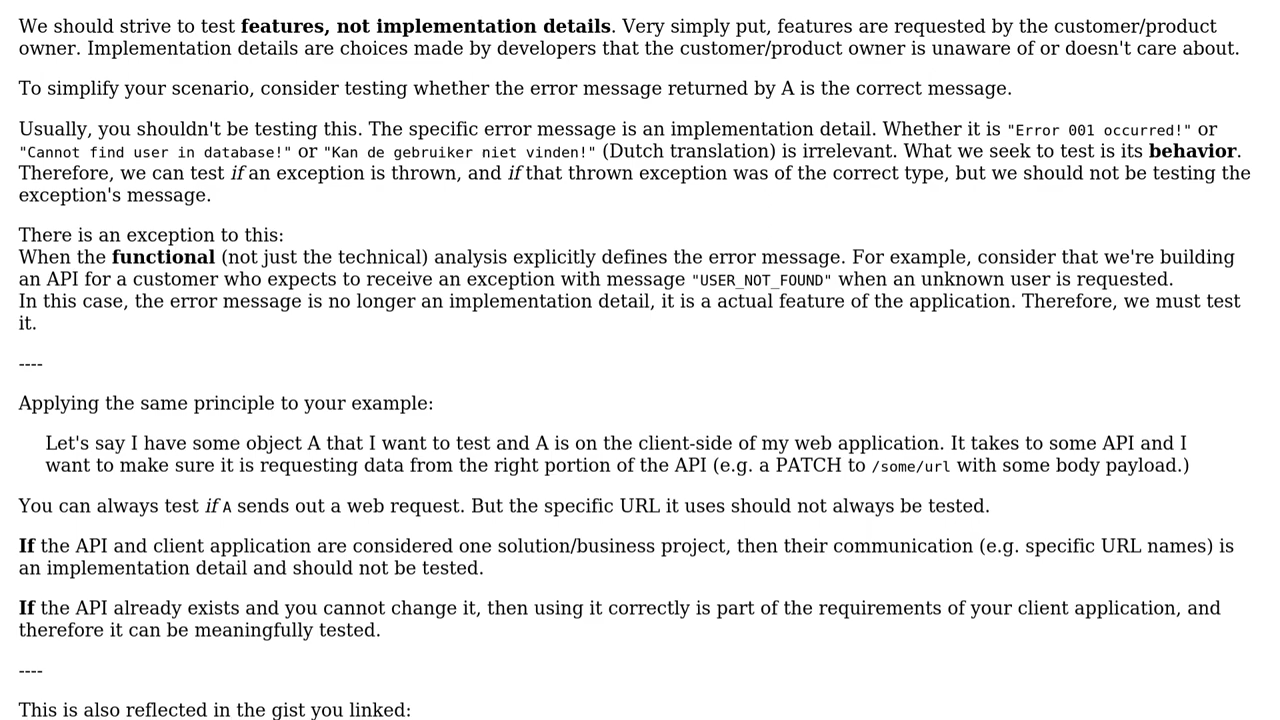 We should strive to test features, not implementation details. Very simply put, features are requested by the customer/product
owner. Implementation details are choices made by developers that the customer/product owner is unaware of or doesn't care about.
To simplify your scenario, consider testing whether the error message returned by A is the correct message.
Usually, you shouldn't be testing this. The specific error message is an implementation detail. Whether it is "Error 001 occurred!" or
"Cannot find user in database!" or "Kan de gebruiker niet vinden!" (Dutch translation) is irrelevant. What we seek to test is its behavior.
Therefore, we can test if an exception is thrown, and if that thrown exception was of the correct type, but we should not be testing the
exception's message.
There is an exception to this:
When the functional (not just the technical) analysis explicitly defines the error message. For example, consider that we're building
an API for a customer who expects to receive an exception with message "USER_NOT_FOUND" when an unknown user is requested.
In this case, the error message is no longer an implementation detail, it is a actual feature of the application. Therefore, we must test
it.
----
Applying the same principle to your example:
Let's say I have some object A that I want to test and A is on the client-side of my web application. It takes to some API and I
want to make sure it is requesting data from the right portion of the API (e.g. a PATCH to /some/url with some body payload.)
You can always test if A sends out a web request. But the specific URL it uses should not always be tested.
If the API and client application are considered one solution/business project, then their communication (e.g. specific URL names) is
an implementation detail and should not be tested.
If the API already exists and you cannot change it, then using it correctly is part of the requirements of your client application, and
therefore it can be meaningfully tested.
----
This is also reflected in the gist you linked: